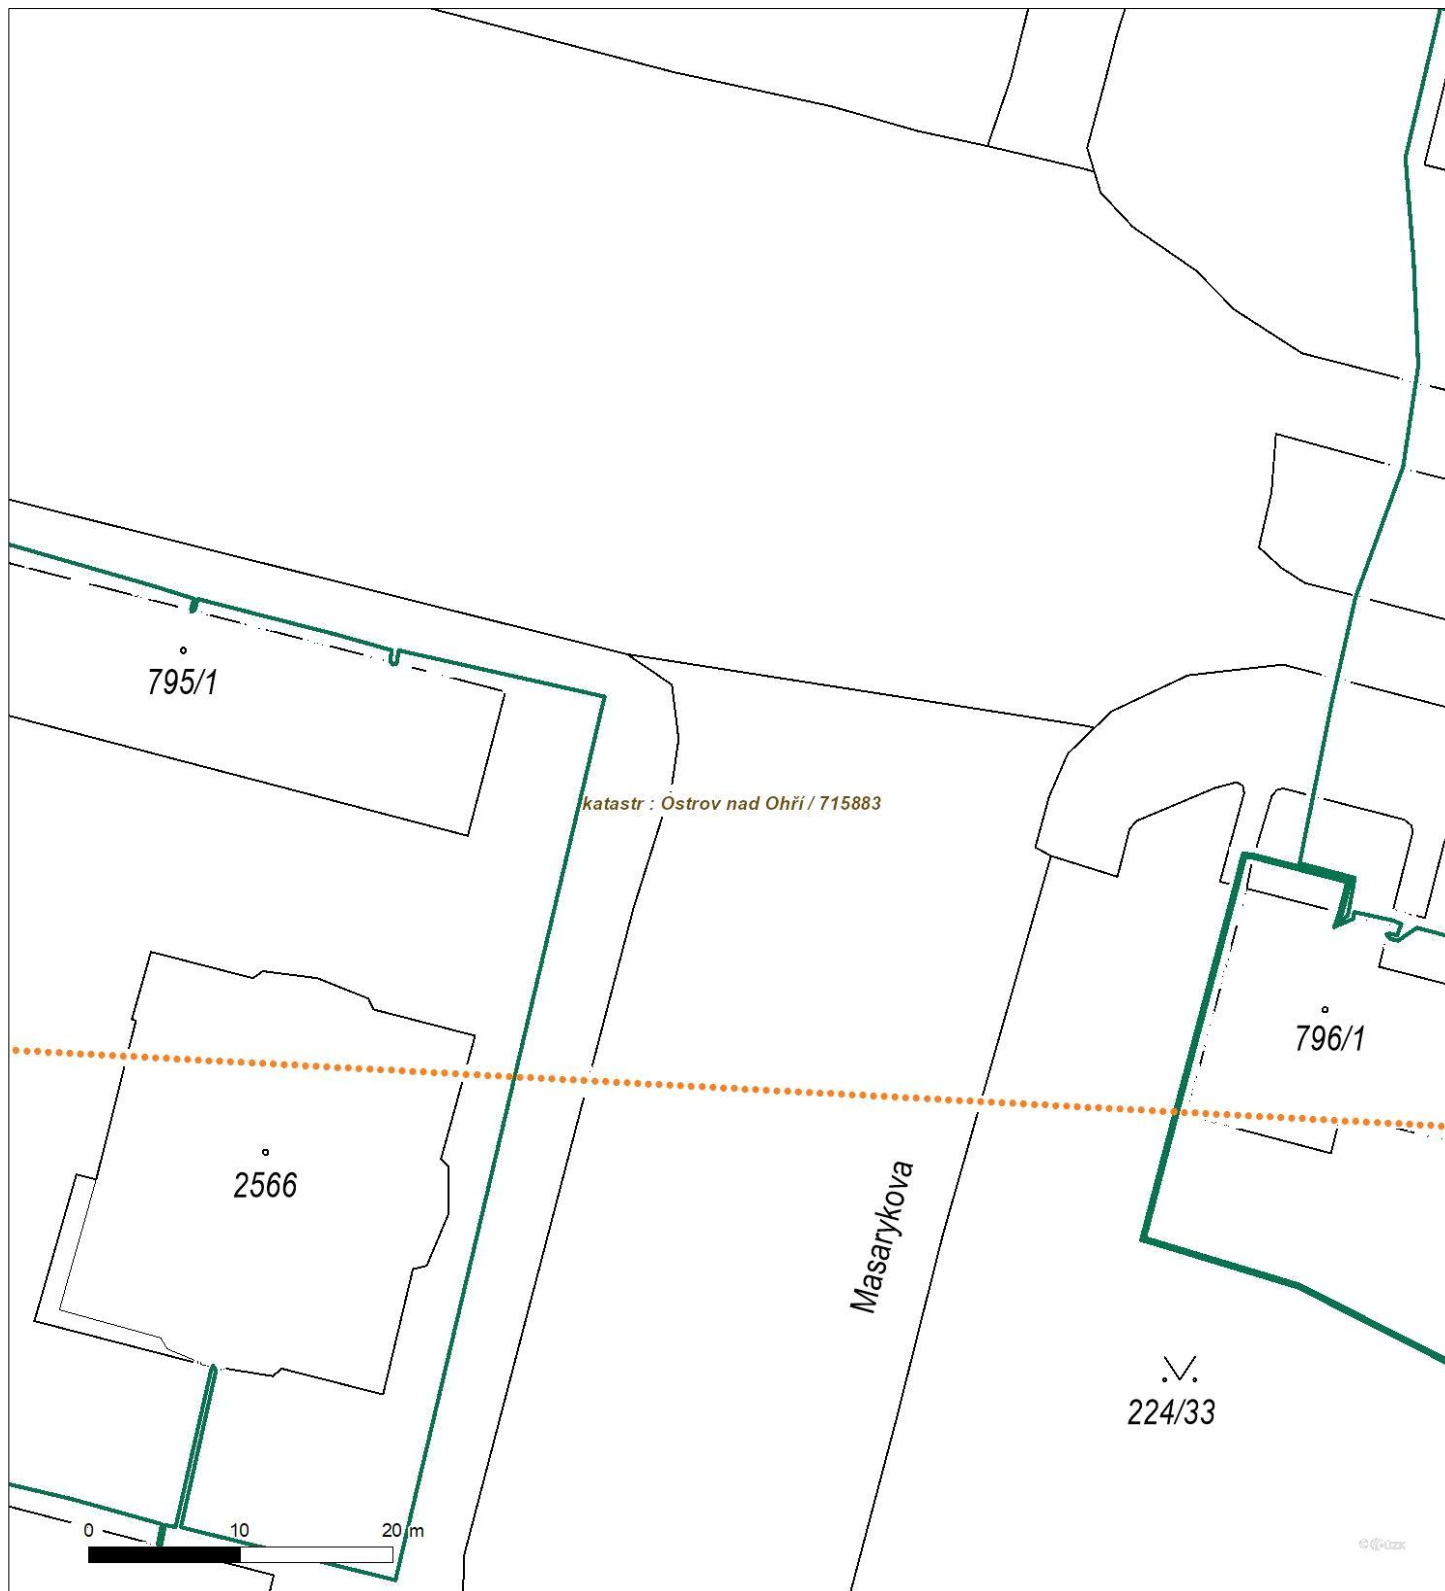 795/1
katastr : Ostrov nad Ohří / 715883
796/1
2566
Masarykova
224/33
0 10 20 m